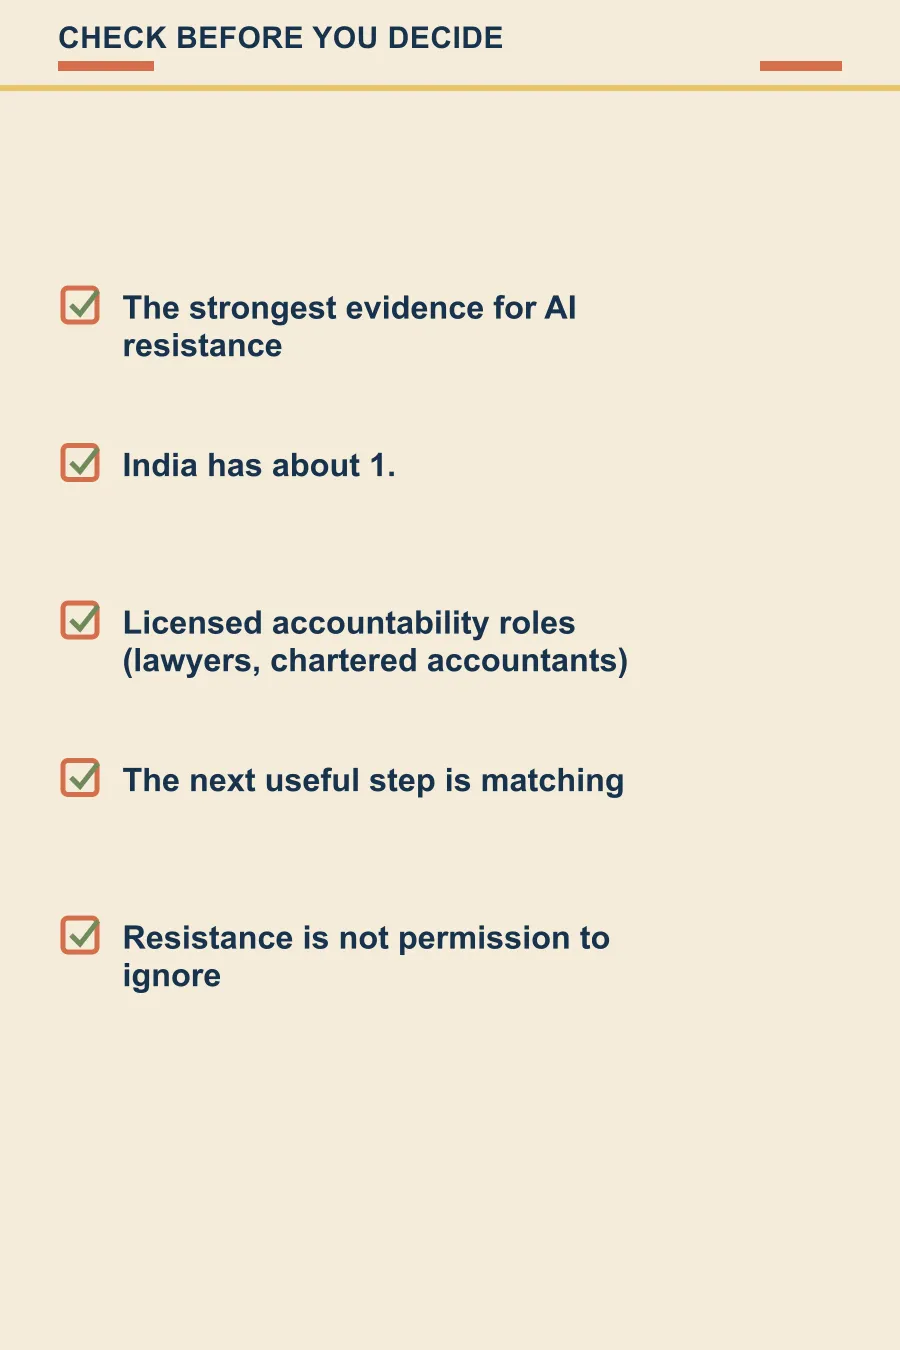 CHECK BEFORE YOU DECIDE
The strongest evidence for AI
resistance
India has about 1.
Licensed accountability roles
(lawyers, chartered accountants)
The next useful step is matching
Resistance is not permission to
ignore